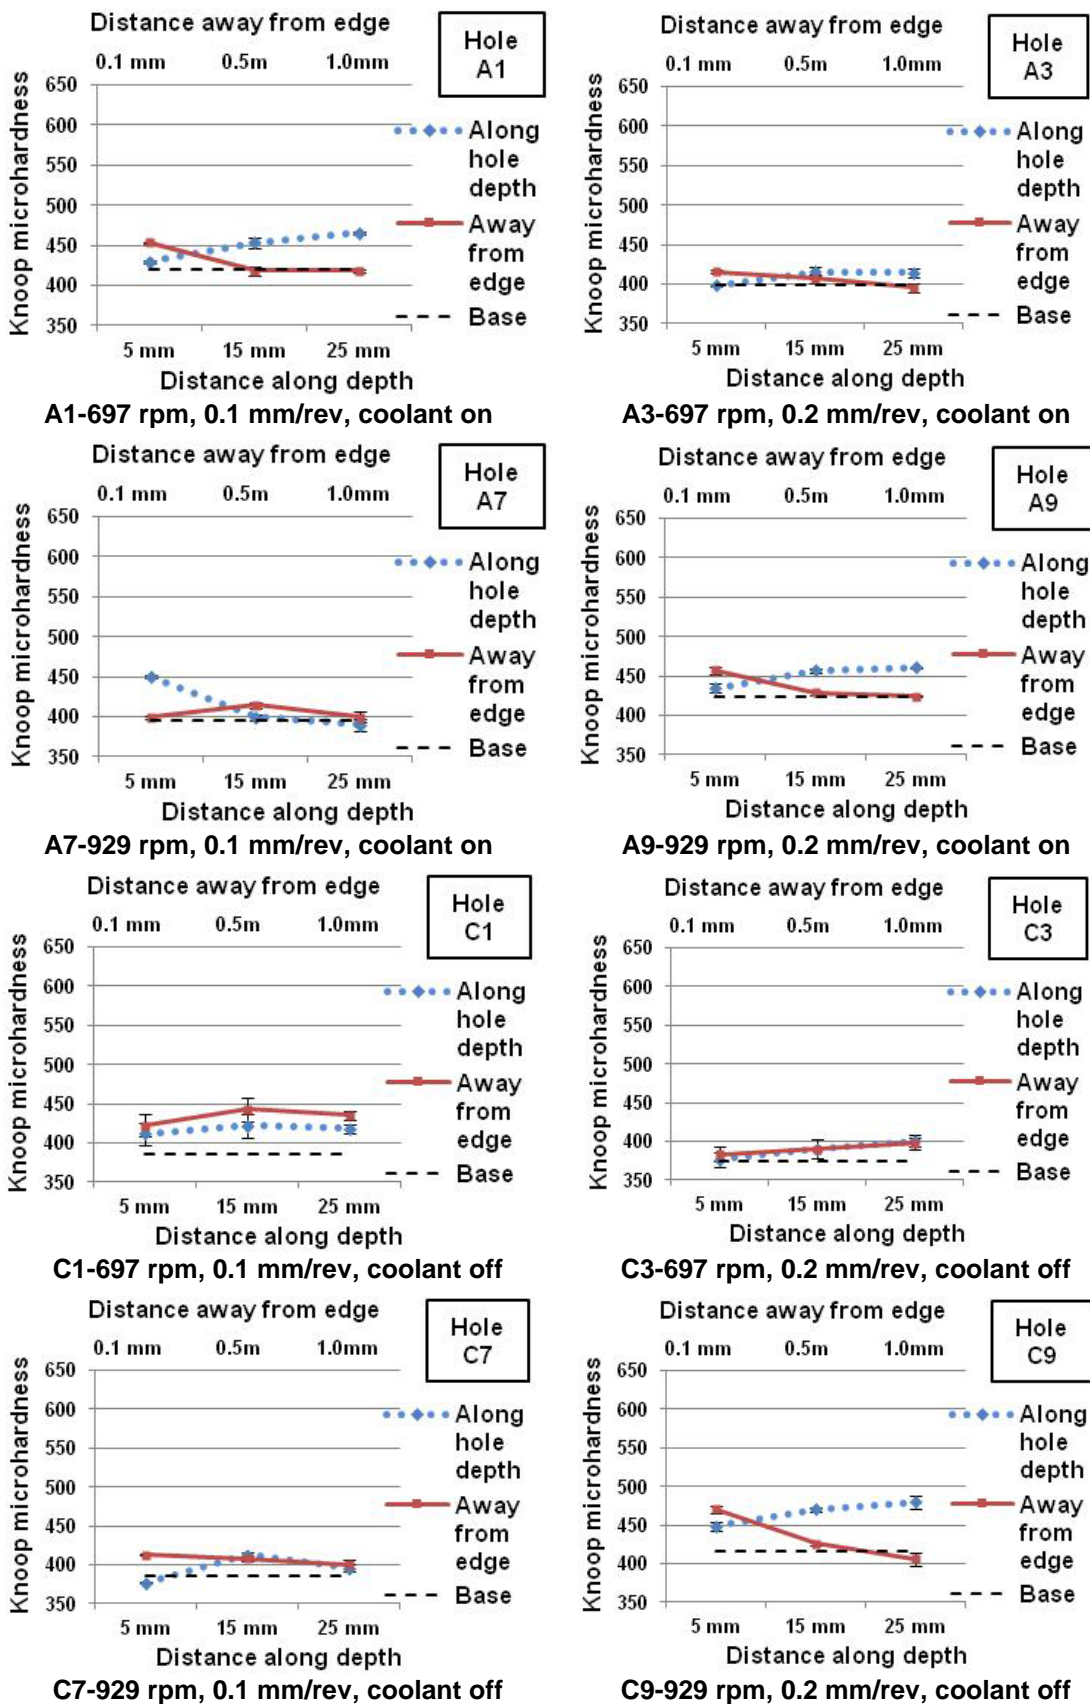 Distance away from edge
0.1 mm 0.5m 1.0mm
Hole
A1
Knoop microhardness
650
600
550
500
450
400
350
Along
hole
depth
Away
from
edge
Base
5 mm 15 mm 25 mm
Distance along depth
A1-697 rpm, 0.1 mm/rev, coolant on
Distance away from edge
0.1 mm 0.5m 1.0mm
Hole
A3
Knoop microhardness
650
600
550
500
450
400
350
Along
hole
depth
Away
from
edge
Base
5 mm 15 mm 25 mm
Distance along depth
A3-697 rpm, 0.2 mm/rev, coolant on
Distance away from edge
0.1 mm 0.5m 1.0mm
Hole
A7
Knoop microhardness
650
600
550
500
450
400
350
Along
hole
depth
Away
from
edge
Base
5 mm 15 mm 25 mm
Distance along depth
A7-929 rpm, 0.1 mm/rev, coolant on
Distance away from edge
0.1 mm 0.5m 1.0mm
Hole
A9
Knoop microhardness
650
600
550
500
450
400
350
Along
hole
depth
Away
from
edge
Base
5 mm 15 mm 25 mm
Distance along depth
A9-929 rpm, 0.2 mm/rev, coolant on
Distance away from edge
0.1 mm 0.5m 1.0mm
Hole
C1
Knoop microhardness
650
600
550
500
450
400
350
Along
hole
depth
Away
from
edge
Base
5 mm 15 mm 25 mm
Distance along depth
C1-697 rpm, 0.1 mm/rev, coolant off
Distance away from edge
0.1 mm 0.5m 1.0mm
Hole
C3
Knoop microhardness
650
600
550
500
450
400
350
Along
hole
depth
Away
from
edge
Base
5 mm 15 mm 25 mm
Distance along depth
C3-697 rpm, 0.2 mm/rev, coolant off
Distance away from edge
0.1 mm 0.5m 1.0mm
Hole
C7
Knoop microhardness
650
600
550
500
450
400
350
Along
hole
depth
Away
from
edge
Base
5 mm 15 mm 25 mm
Distance along depth
C7-929 rpm, 0.1 mm/rev, coolant off
Distance away from edge
0.1 mm 0.5m 1.0mm
Hole
C9
Knoop microhardness
650
600
550
500
450
400
350
Along
hole
depth
Away
from
edge
Base
5 mm 15 mm 25 mm
Distance along depth
C9-929 rpm, 0.2 mm/rev, coolant off